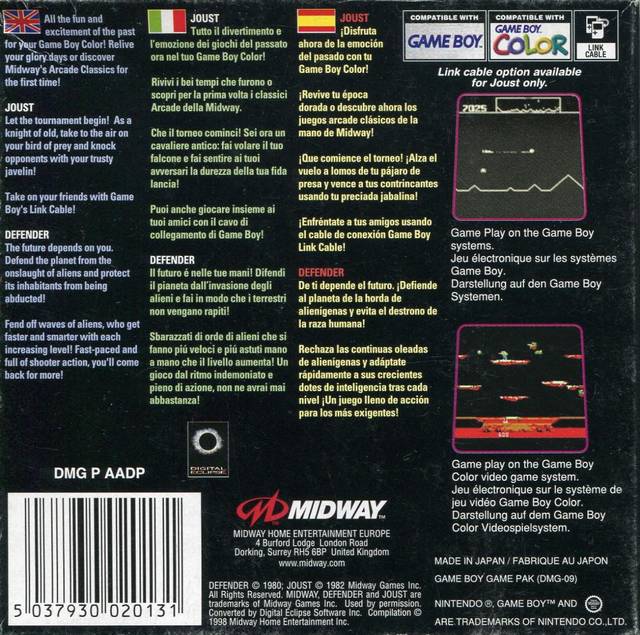 All the fun and
excitement of the past
for your Game Boy Color! Relive
your glory days or discover
Midway's Arcade Classics for
the first time!
JOUST
Let the tournament begin! As a
knight of old, take to the air on
your bird of prey and knock
opponents with your trusty
javelin!
Take on your friends with Game
Boy's Link Cable!
DEFENDER
The future depends on you.
Defend the planet from the
onslaught of aliens and protect
its inhabitants from being
abducted!
Fend off waves of aliens, who get
faster and smarter with each
increasing level! Fast-paced and
full of shooter action, you'll come
back for more!
JOUST
Tutto il divertimento e
l'emozione dei giochi del passato
ora nel tuo Game Boy Color!
Rivivi i bei tempi che furono o
scopri per la prima volta i classici
Arcade della Midway.
Che il torneo cominci! Sei ora un
cavaliere antico: fai volare il tuo
falcone e fai sentire ai tuoi
avversari la durezza della tua fida
lancia!
Puoi anche giocare insieme ai
tuoi amici con il cavo di
collegamento di Game Boy!
DEFENDER
Il futuro é nelle tue mani! Difendi
il pianeta dall'invasione degli
alieni e fai in modo che i terrestri
non vengano rapiti!
Sbarazzati di orde di alieni che si
fanno piú veloci e piú astuti mano
a mano che il livello aumenta! Un
gioco dal ritmo indemoniato e
pieno di azione, non ne avrai mai
abbastanza!
JOUST
¡Disfruta
ahora de la emoción
del pasado con tu
Game Boy Color!
¡Revive tu época
dorada o descubre ahora los
juegos arcade clásicos de la
mano de Midway!
¡Que comience el torneo! ¡Alza el
vuelo a lomos de tu pájaro de
presa y vence a tus contrincantes
usando tu preciada jabalina!
¡Enfréntate a tus amigos usando
el cable de conexión Game Boy
Link Cable!
DEFENDER
De ti depende el futuro. ¡Defiende
al planeta de la horda de
alienígenas y evita el destrono de
la raza humana!
Rechaza las continuas oleadas
de alienígenas y adáptate
rápidamente a sus crecientes
dotes de inteligencia tras cada
nivel ¡Un juego lleno de acción
para los más exigentes!
COMPATIBLE WITH
GAME BOY
COMPATIBLE WITH
GAME BOY
COLOR
LINK
CABLE
Link cable option available
for Joust only.
2025
Game Play on the Game Boy
systems.
Jeu électronique sur les systèmes
Game Boy.
Darstellung auf den Game Boy
Systemen.
Game play on the Game Boy
Color video game system.
Jeu électronique sur le système de
jeu vidéo Game Boy Color.
Darstellung auf dem Game Boy
Color Videospielsystem.
DMG P AADP
DIGITAL
ECLIPSE
5 037930 020131
MIDWAY™
MIDWAY HOME ENTERTAINMENT EUROPE
4 Burford Lodge London Road
Dorking, Surrey RH5 6BP United Kingdom
www.midway.com
DEFENDER © 1980; JOUST © 1982 Midway Games Inc.
All Rights Reserved. MIDWAY, DEFENDER and JOUST are
trademarks of Midway Games Inc. Used by permission.
Converted by Digital Eclipse Software Inc. Compilation ©
1998 Midway Home Entertainment Inc.
MADE IN JAPAN / FABRIQUE AU JAPON
GAME BOY GAME PAK (DMG-09)
NINTENDO ®, GAME BOY™ AND
ARE TRADEMARKS OF NINTENDO CO.,LTD.